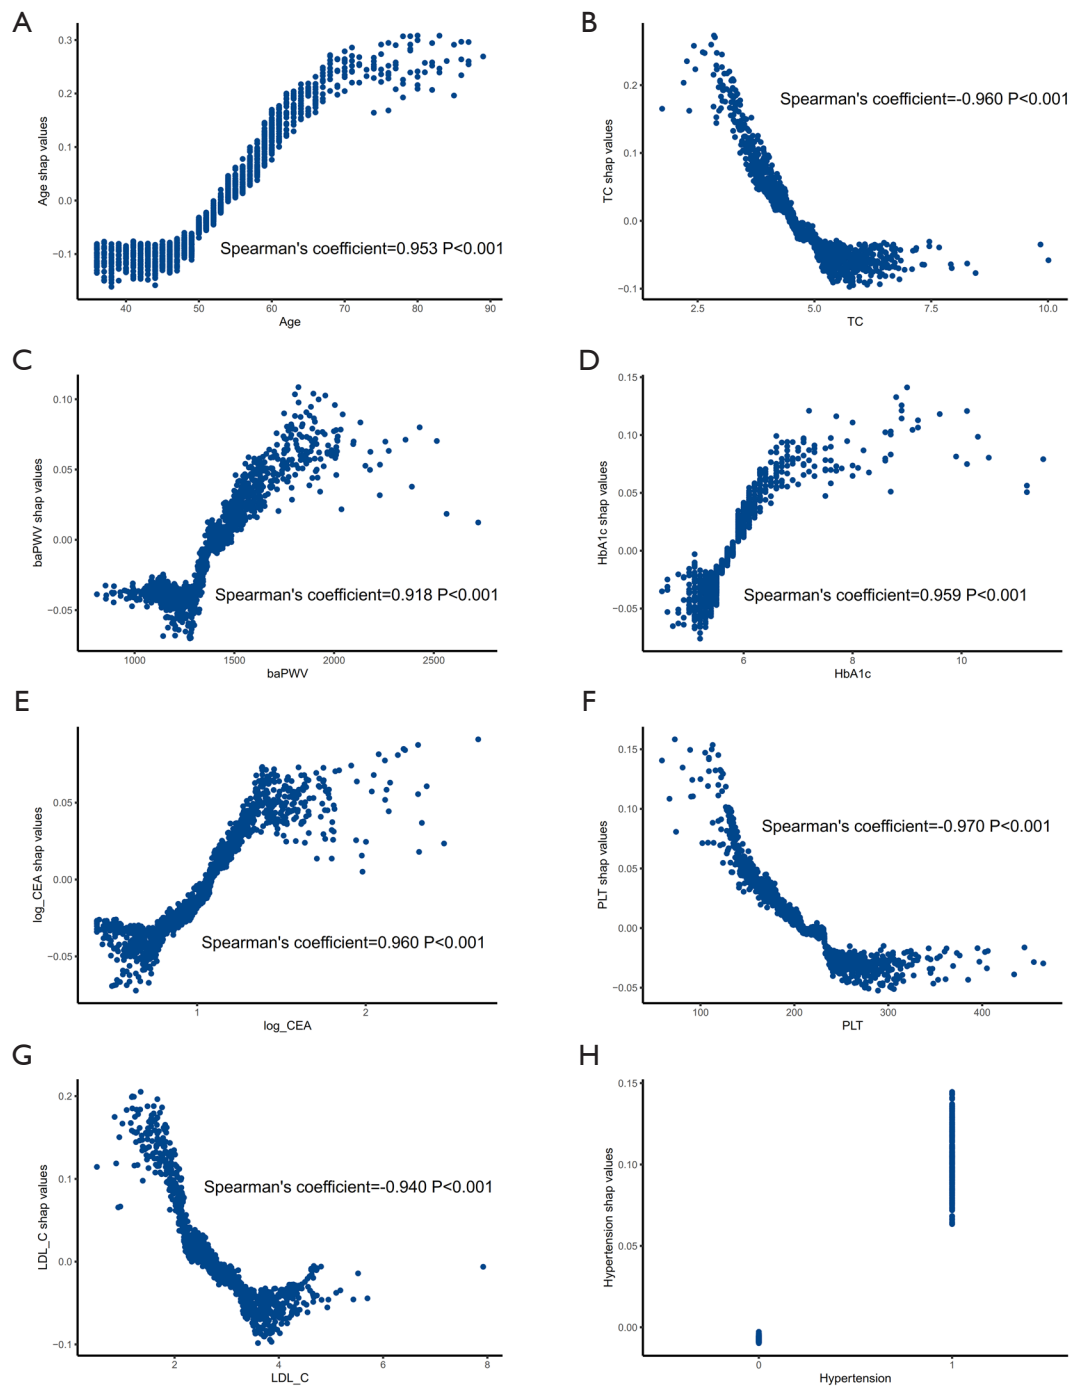 A
0.3
0.2
0.1
0.0
−0.1
Age shap values
Spearman's coefficient=0.953 P<0.001
40 50 60 70 80 90
Age
B
0.2
0.1
0.0
−0.1
TC shap values
Spearman's coefficient=-0.960 P<0.001
2.5 5.0 7.5 10.0
TC
C
0.10
0.05
0.00
−0.05
baPWV shap values
Spearman's coefficient=0.918 P<0.001
1000 1500 2000 2500
baPWV
D
0.15
0.10
0.05
0.00
−0.05
HbA1c shap values
Spearman's coefficient=0.959 P<0.001
6 8 10
HbA1c
E
0.05
0.00
−0.05
log_CEA shap values
Spearman's coefficient=0.960 P<0.001
1 2
log_CEA
F
0.15
0.10
0.05
0.00
−0.05
PLT shap values
Spearman's coefficient=-0.970 P<0.001
100 200 300 400
PLT
G
0.2
0.1
0.0
−0.1
LDL_C shap values
Spearman's coefficient=-0.940 P<0.001
2 4 6 8
LDL_C
H
0.15
0.10
0.05
0.00
Hypertension shap values
0 1
Hypertension